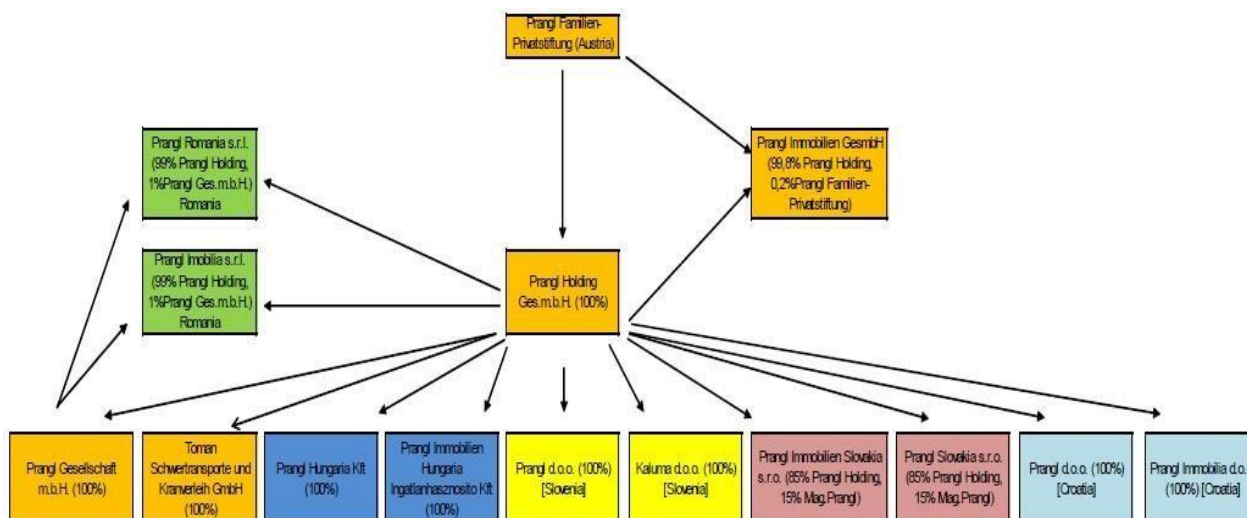 Prangl Familien-
Privatstiftung (Austria)
Prangl Romania s.r.l.
(99% Prangl Holding,
1%Prangl Ges.m.b.H.)
Romania
Prangl Immobilien GesmbH
(99,8% Prangl Holding,
0,2%Prangl Familien-
Privatstiftung)
Prangl Imobilia s.r.l.
(99% Prangl Holding,
1%Prangl Ges.m.b.H.)
Romania
Prangl Holding
Ges.m.b.H. (100%)
Prangl Gesellschaft
m.b.H. (100%)
Toman
Schwertransporte und
Kranverleih GmbH
(100%)
Prangl Hungaria Kft
(100%)
Prangl Immobilien
Hungaria
Ingatlanhasznosito Kft
(100%)
Prangl d.o.o. (100%)
[Slovenia]
Kaluma d.o.o. (100%)
[Slovenia]
Prangl Immobilien Slovakia
s.r.o. (85% Prangl Holding,
15% Mag.Prangl)
Prangl Slovakia s.r.o.
(85% Prangl Holding,
15% Mag.Prangl)
Prangl d.o.o. (100%)
[Croatia]
Prangl Immobilia d.o.
(100%) [Croatia]